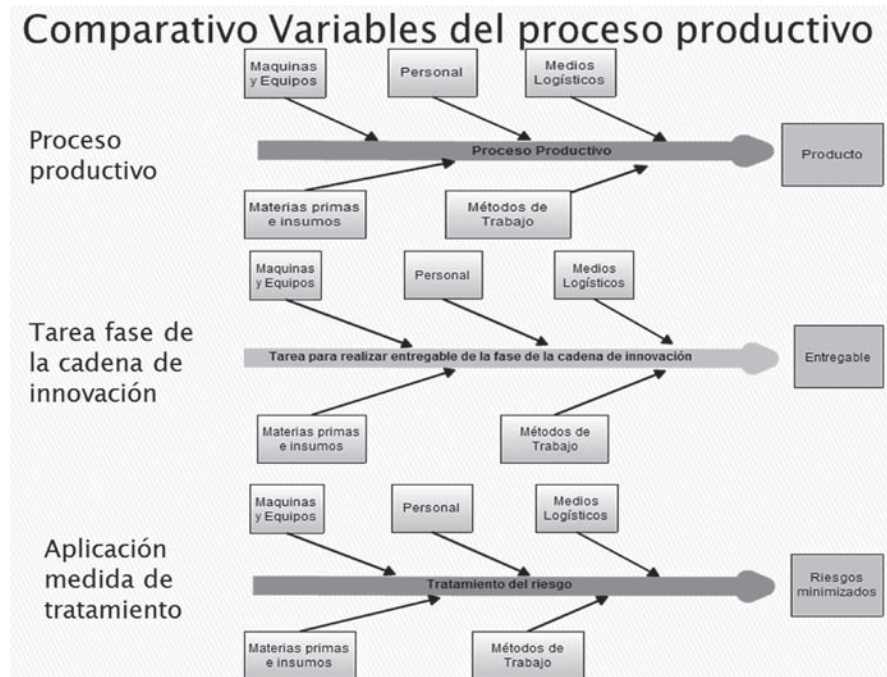 Comparativo Variables del proceso productivo
Maquinas
y Equipos
Personal
Medios
Logísticos
Proceso
productivo
Proceso Productivo
Producto
Materias primas
e insumos
Métodos de
Trabajo
Maquinas
y Equipos
Personal
Medios
Logísticos
Tarea fase de
la cadena de
innovación
Tarea para realizar entregable de la fase de la cadena de innovación
Entregable
Materias primas
e insumos
Métodos de
Trabajo
Maquinas
y Equipos
Personal
Medios
Logísticos
Aplicación
medida de
tratamiento
Tratamiento del riesgo
Riesgos
minimizados
Materias primas
e insumos
Métodos de
Trabajo